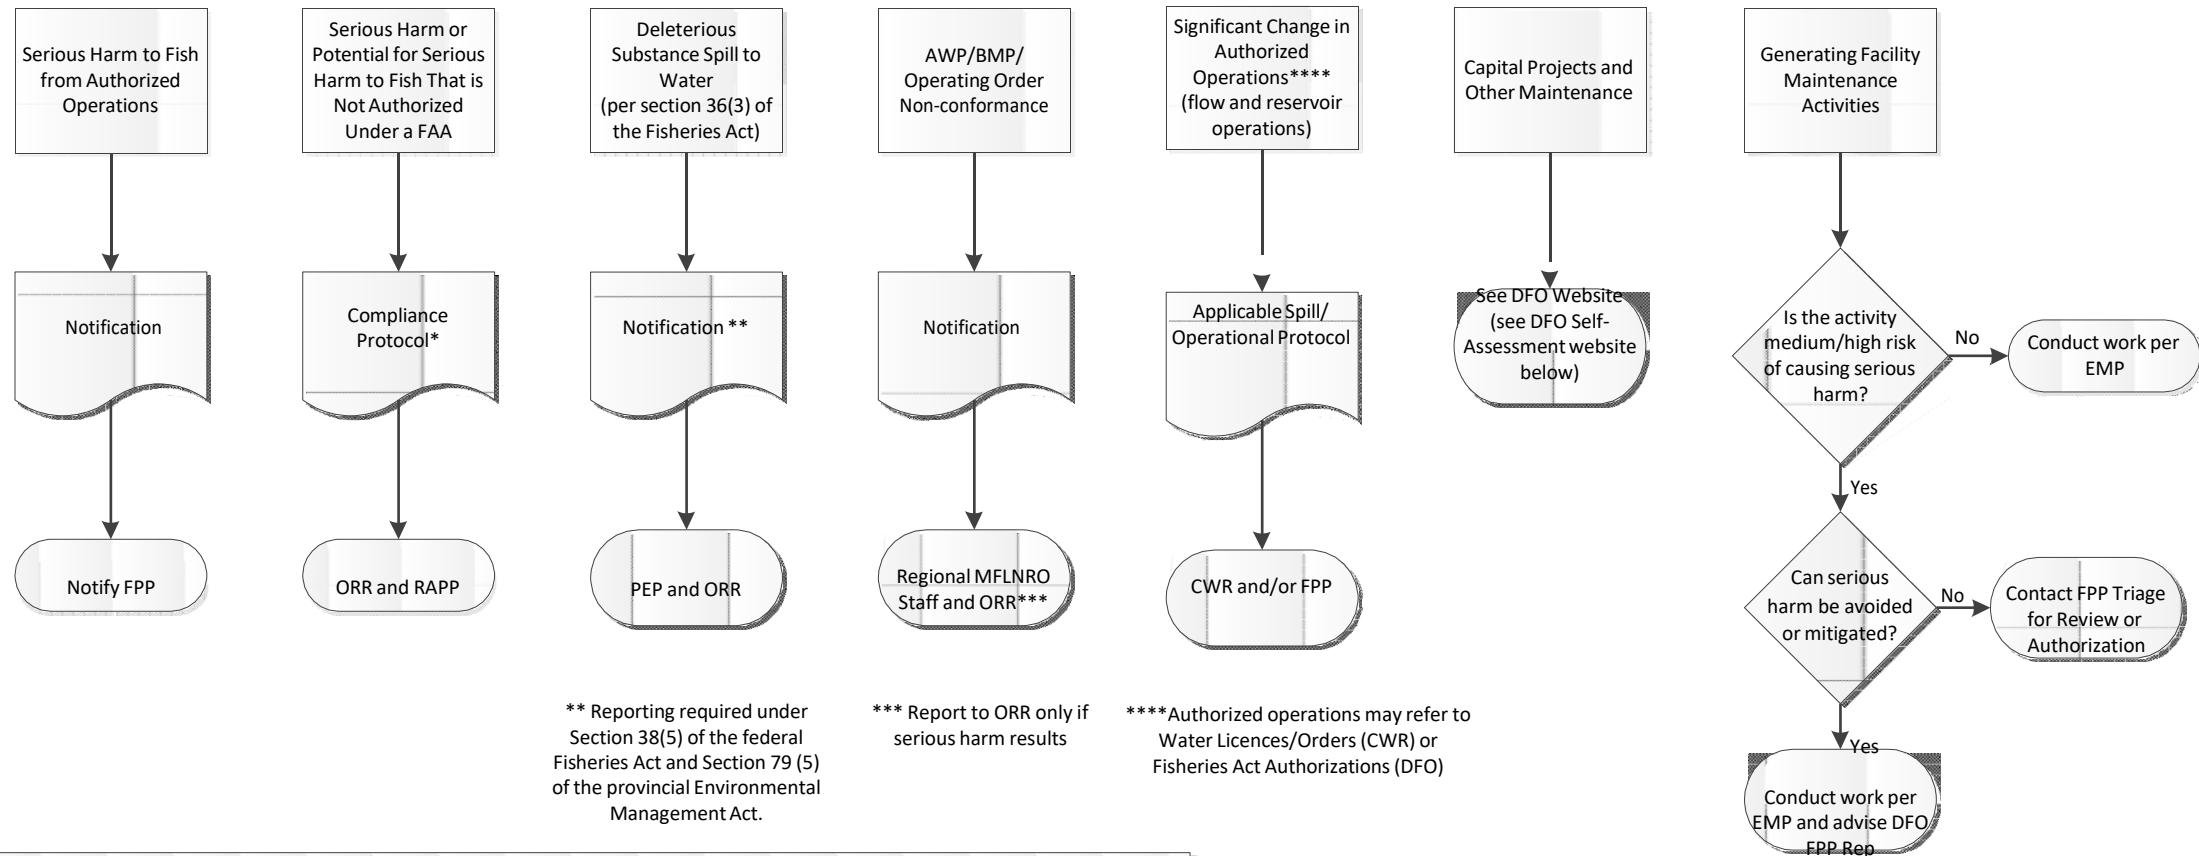 Serious Harm to Fish
from Authorized
Operations
Serious Harm or
Potential for Serious
Harm to Fish That is
Not Authorized
Under a FAA
Deleterious
Substance Spill to
Water
(per section 36(3) of
the Fisheries Act)
AWP/BMP/
Operating Order
Non-conformance
Significant Change in
Authorized
Operations****
(flow and reservoir
operations)
Capital Projects and
Other Maintenance
Generating Facility
Maintenance
Activities
Notification
Compliance
Protocol*
Notification **
Notification
Applicable Spill/
Operational Protocol
See DFO Website
(see DFO Self-
Assessment website
below)
Is the activity
medium/high risk
of causing serious
harm?
No
Conduct work per
EMP
Yes
Notify FPP
ORR and RAPP
PEP and ORR
Regional MFLNRO
Staff and ORR***
CWR and/or FPP
Can serious
harm be avoided
or mitigated?
No
Contact FPP Triage
for Review or
Authorization
Yes
Conduct work per
EMP and advise DFO
FPP Rep
** Reporting required under
Section 38(5) of the federal
Fisheries Act and Section 79 (5)
of the provincial Environmental
Management Act.
*** Report to ORR only if
serious harm results
****Authorized operations may refer to
Water Licences/Orders (CWR) or
Fisheries Act Authorizations (DFO)